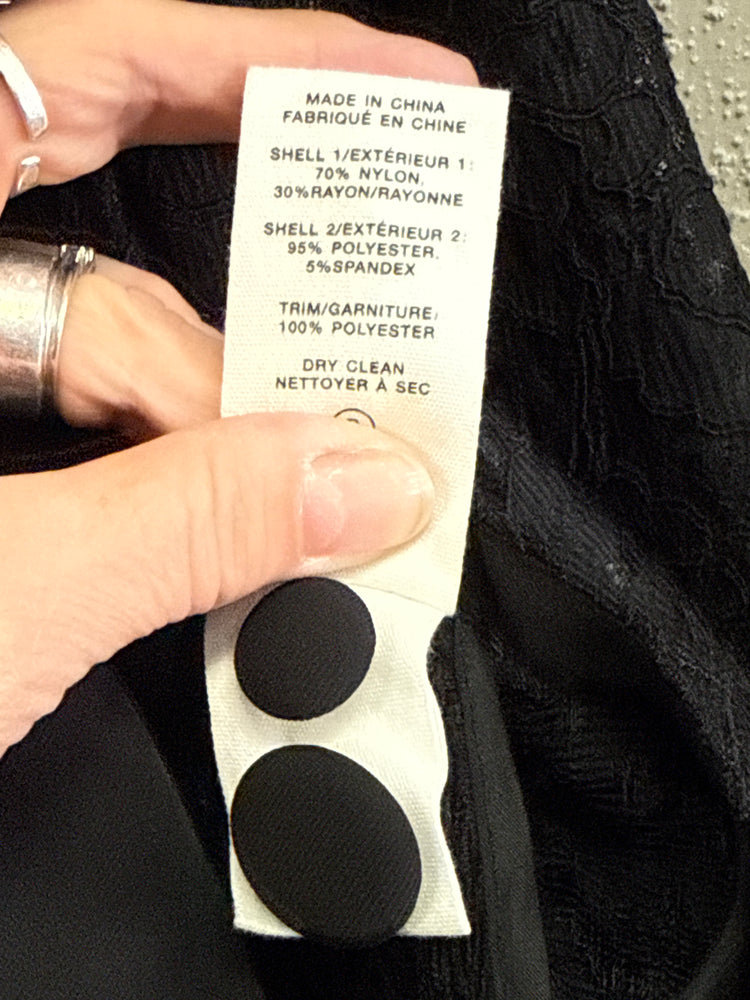 MADE IN CHINA
FABRIQUÉ EN CHINE
SHELL 1/EXTÉRIEUR 1:
70% NYLON,
30%RAYON/RAYONNE
SHELL 2/EXTÉRIEUR 2:
95% POLYESTER,
5%SPANDEX
TRIM/GARNITURE:
100% POLYESTER
DRY CLEAN
NETTOYER À SEC